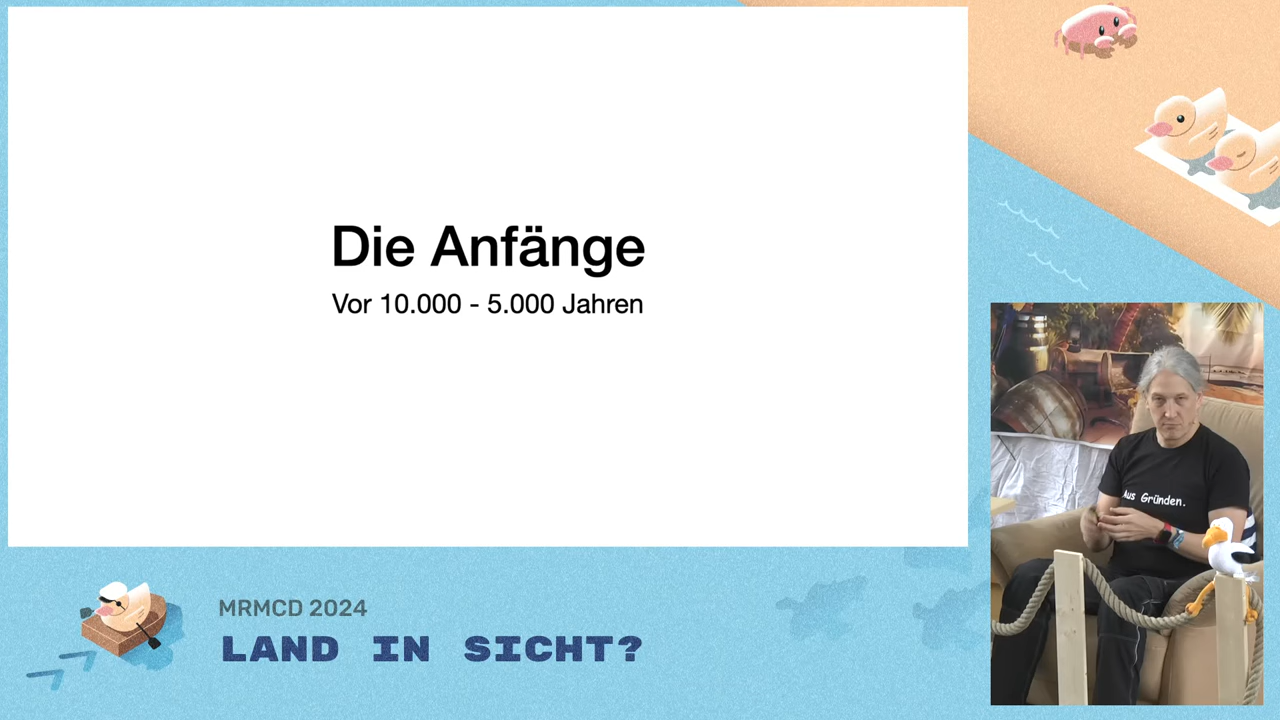 Die Anfänge
Vor 10.000 - 5.000 Jahren
Aus Gründen.
MRMCD 2024
LAND IN SICHT?